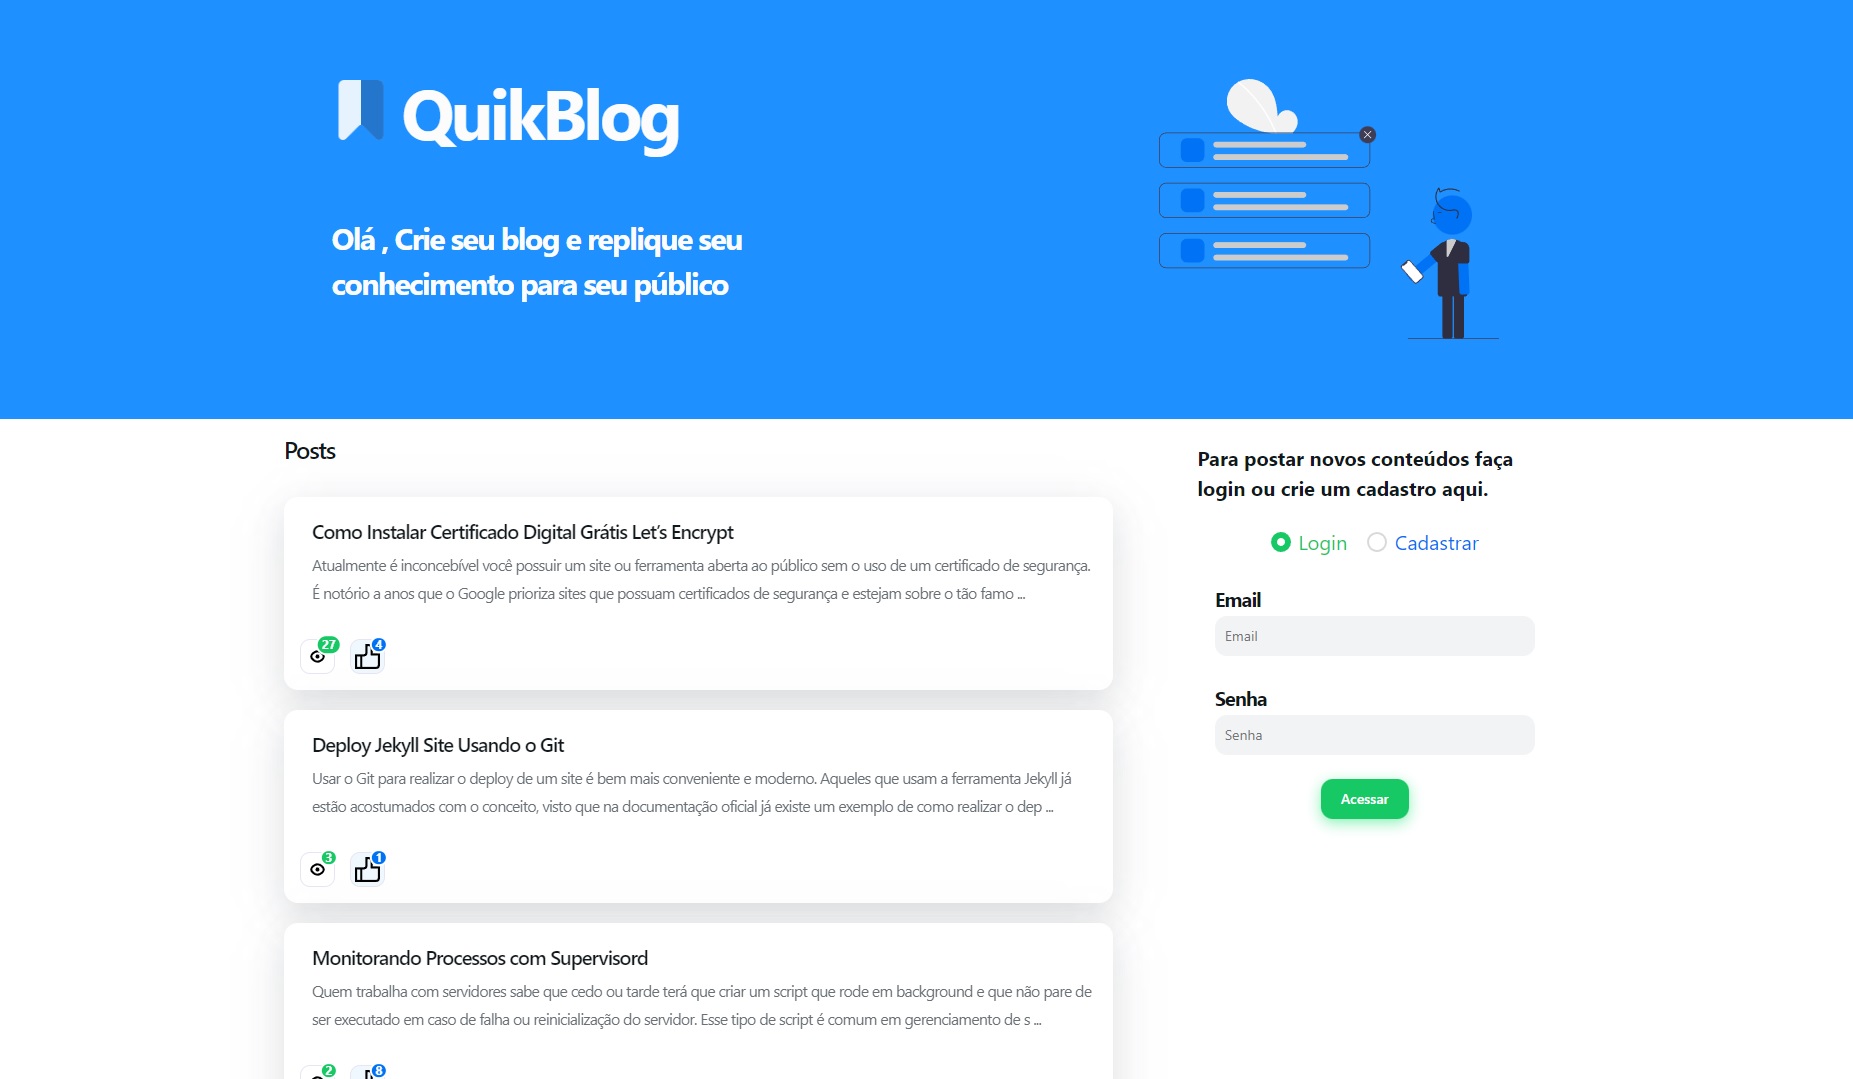 QuikBlog
Olá , Crie seu blog e replique seu
conhecimento para seu público
Posts
Como Instalar Certificado Digital Grátis Let’s Encrypt
Atualmente é inconcebível você possuir um site ou ferramenta aberta ao público sem o uso de um certificado de segurança.
É notório a anos que o Google prioriza sites que possuam certificados de segurança e estejam sobre o tão famo ...
27
4
Deploy Jekyll Site Usando o Git
Usar o Git para realizar o deploy de um site é bem mais conveniente e moderno. Aqueles que usam a ferramenta Jekyll já
estão acostumados com o conceito, visto que na documentação oficial já existe um exemplo de como realizar o dep ...
3
1
Monitorando Processos com Supervisord
Quem trabalha com servidores sabe que cedo ou tarde terá que criar um script que rode em background e que não pare de
ser executado em caso de falha ou reinicialização do servidor. Esse tipo de script é comum em gerenciamento de s ...
2
8
Para postar novos conteúdos faça
login ou crie um cadastro aqui.
Login Cadastrar
Email
Email
Senha
Senha
Acessar